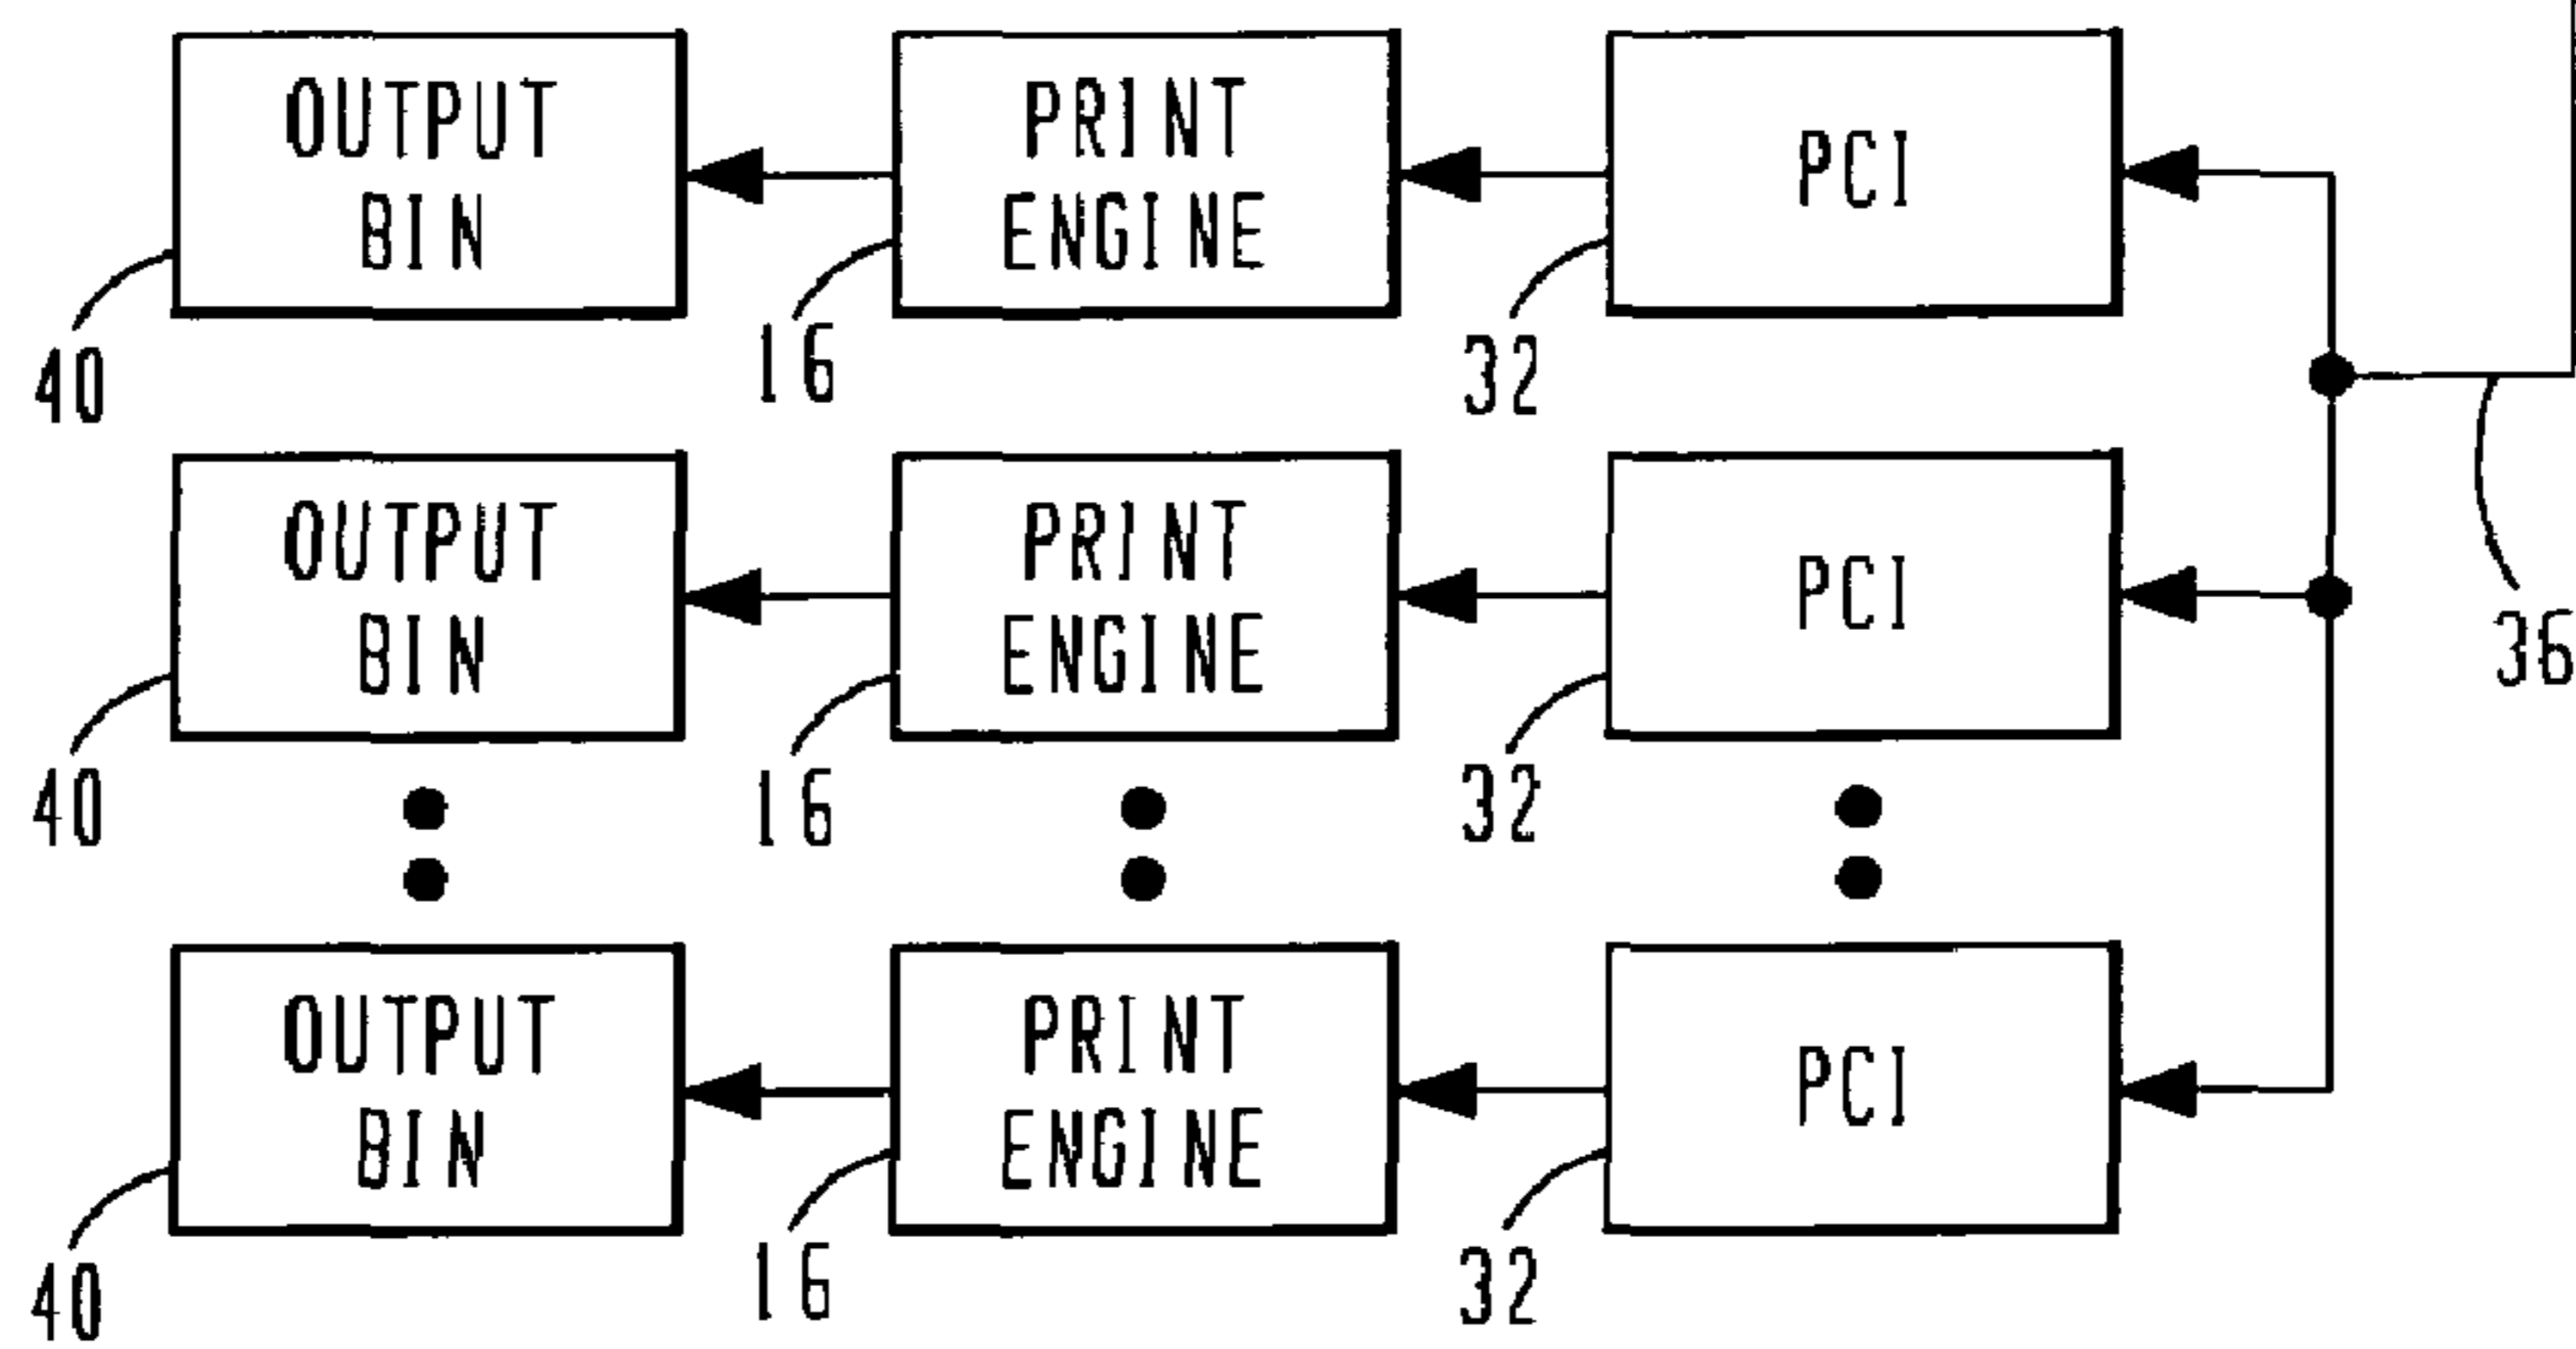 OUTPUT
BIN
PRINT
ENGINE
PCI
40
16
32
OUTPUT
BIN
PRINT
ENGINE
PCI
36
40
16
32
OUTPUT
BIN
PRINT
ENGINE
PCI
40
16
32